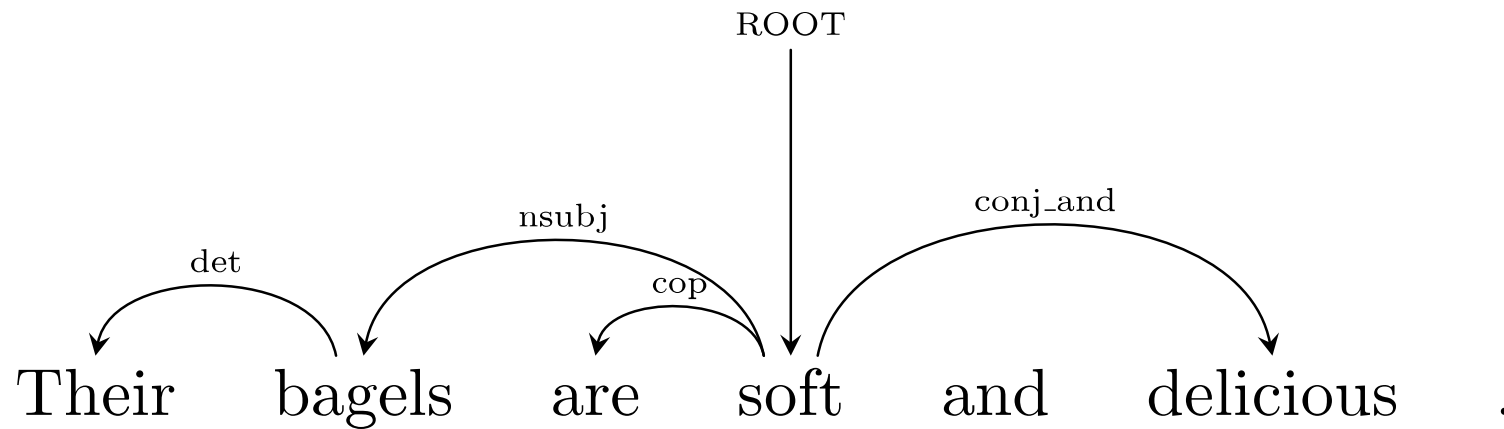 ROOT
conj_and
nsubj
det
cop
Their bagels are soft and delicious .